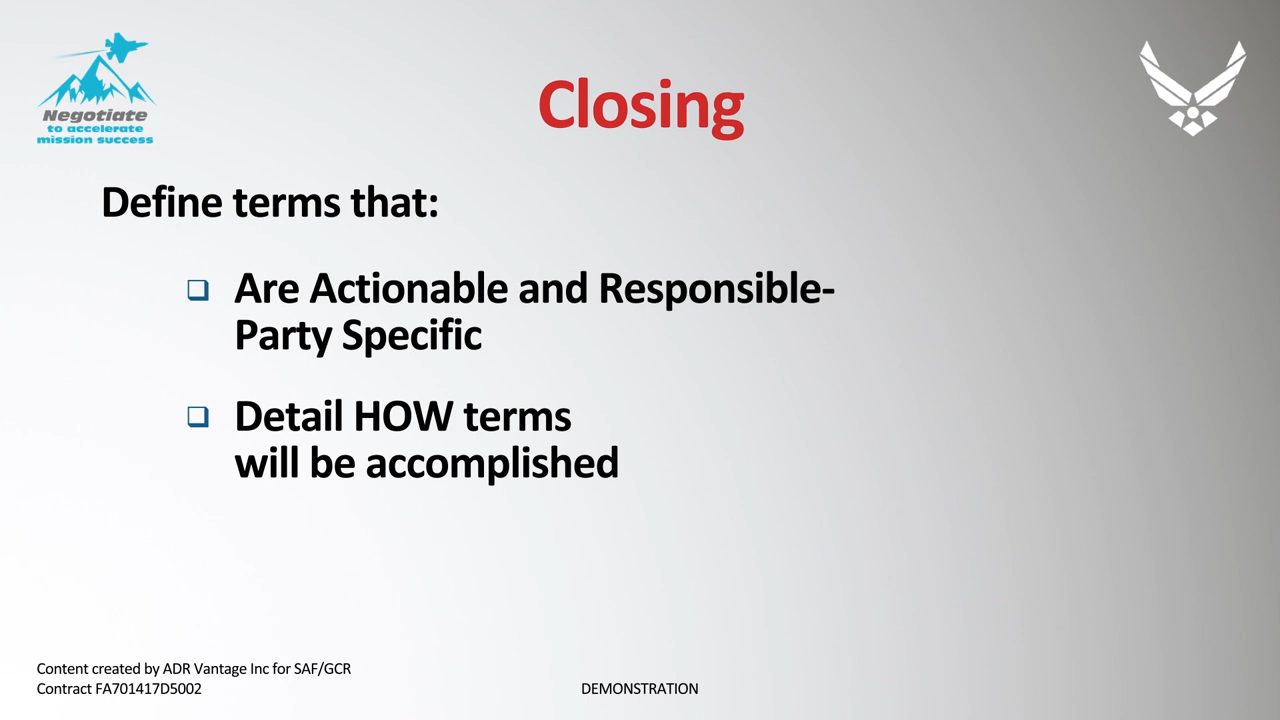 Negotiate
to accelerate
mission success
Closing
Define terms that:
Are Actionable and Responsible-
Party Specific
Detail HOW terms
will be accomplished
Content created by ADR Vantage Inc for SAF/GCR
Contract FA701417D5002
DEMONSTRATION